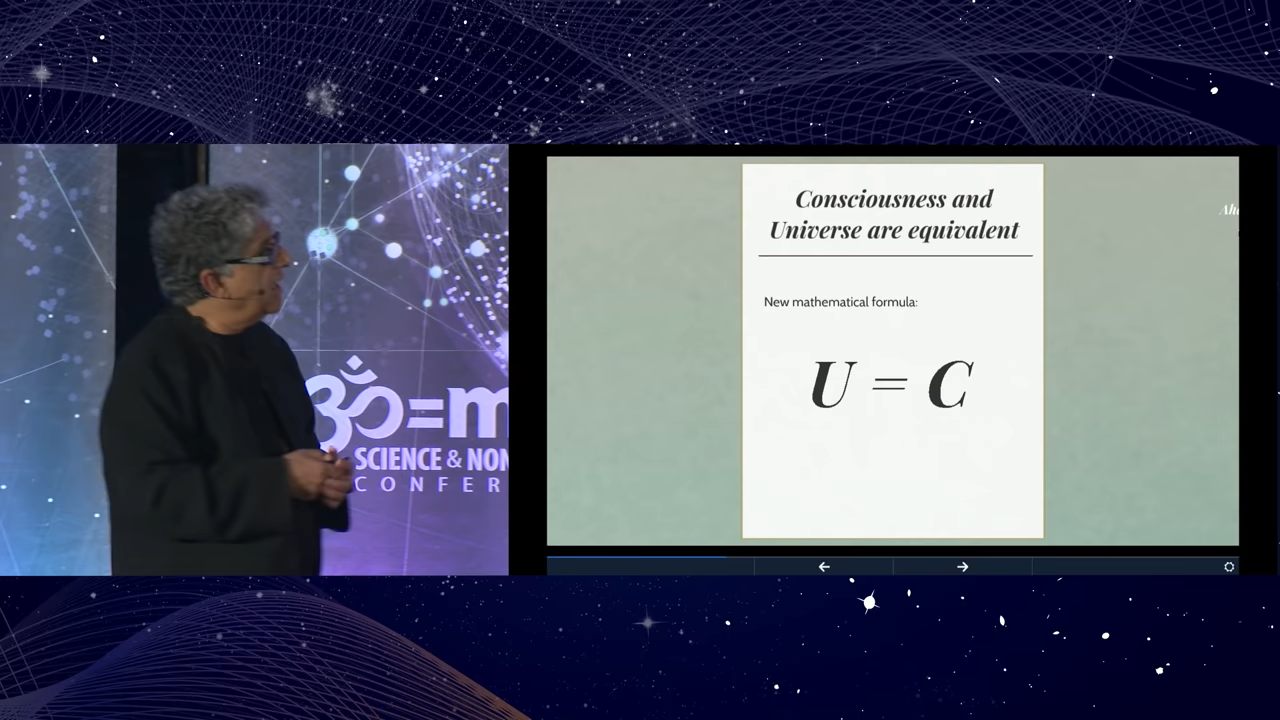 ॐ=m
SCIENCE & NON
CONFER
Consciousness and
Universe are equivalent
New mathematical formula:
U = C